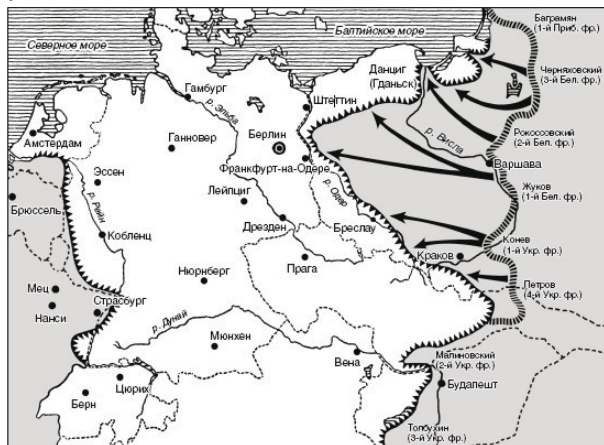 Северное море
Балтийское море
Баграмян
(1-й Приб. фр.)
Черняховский
(3-й Бел. фр.)
Данциг
(Гданьск)
Гамбург
Штеттин
р. Эльба
Рокоссовский
(2-й Бел. фр.)
р. Висла
Амстердам
Ганновер
Берлин
Варшава
Франкфурт-на-Одере
Эссен
Жуков
(1-й Бел. фр.)
р. Рейн
Лейпциг
р. Одер
Брюссель
Дрезден
Бреслау
Кобленц
Конев
(1-й Укр. фр.)
Краков
Прага
Нюрнберг
Петров
(4-й Укр. фр.)
Мец
Страсбург
Нанси
р. Дунай
Мюнхен
Вена
Малиновский
(2-й Укр. фр.)
Цюрих
Будапешт
Берн
Толбухин
(3-й Укр. фр.)